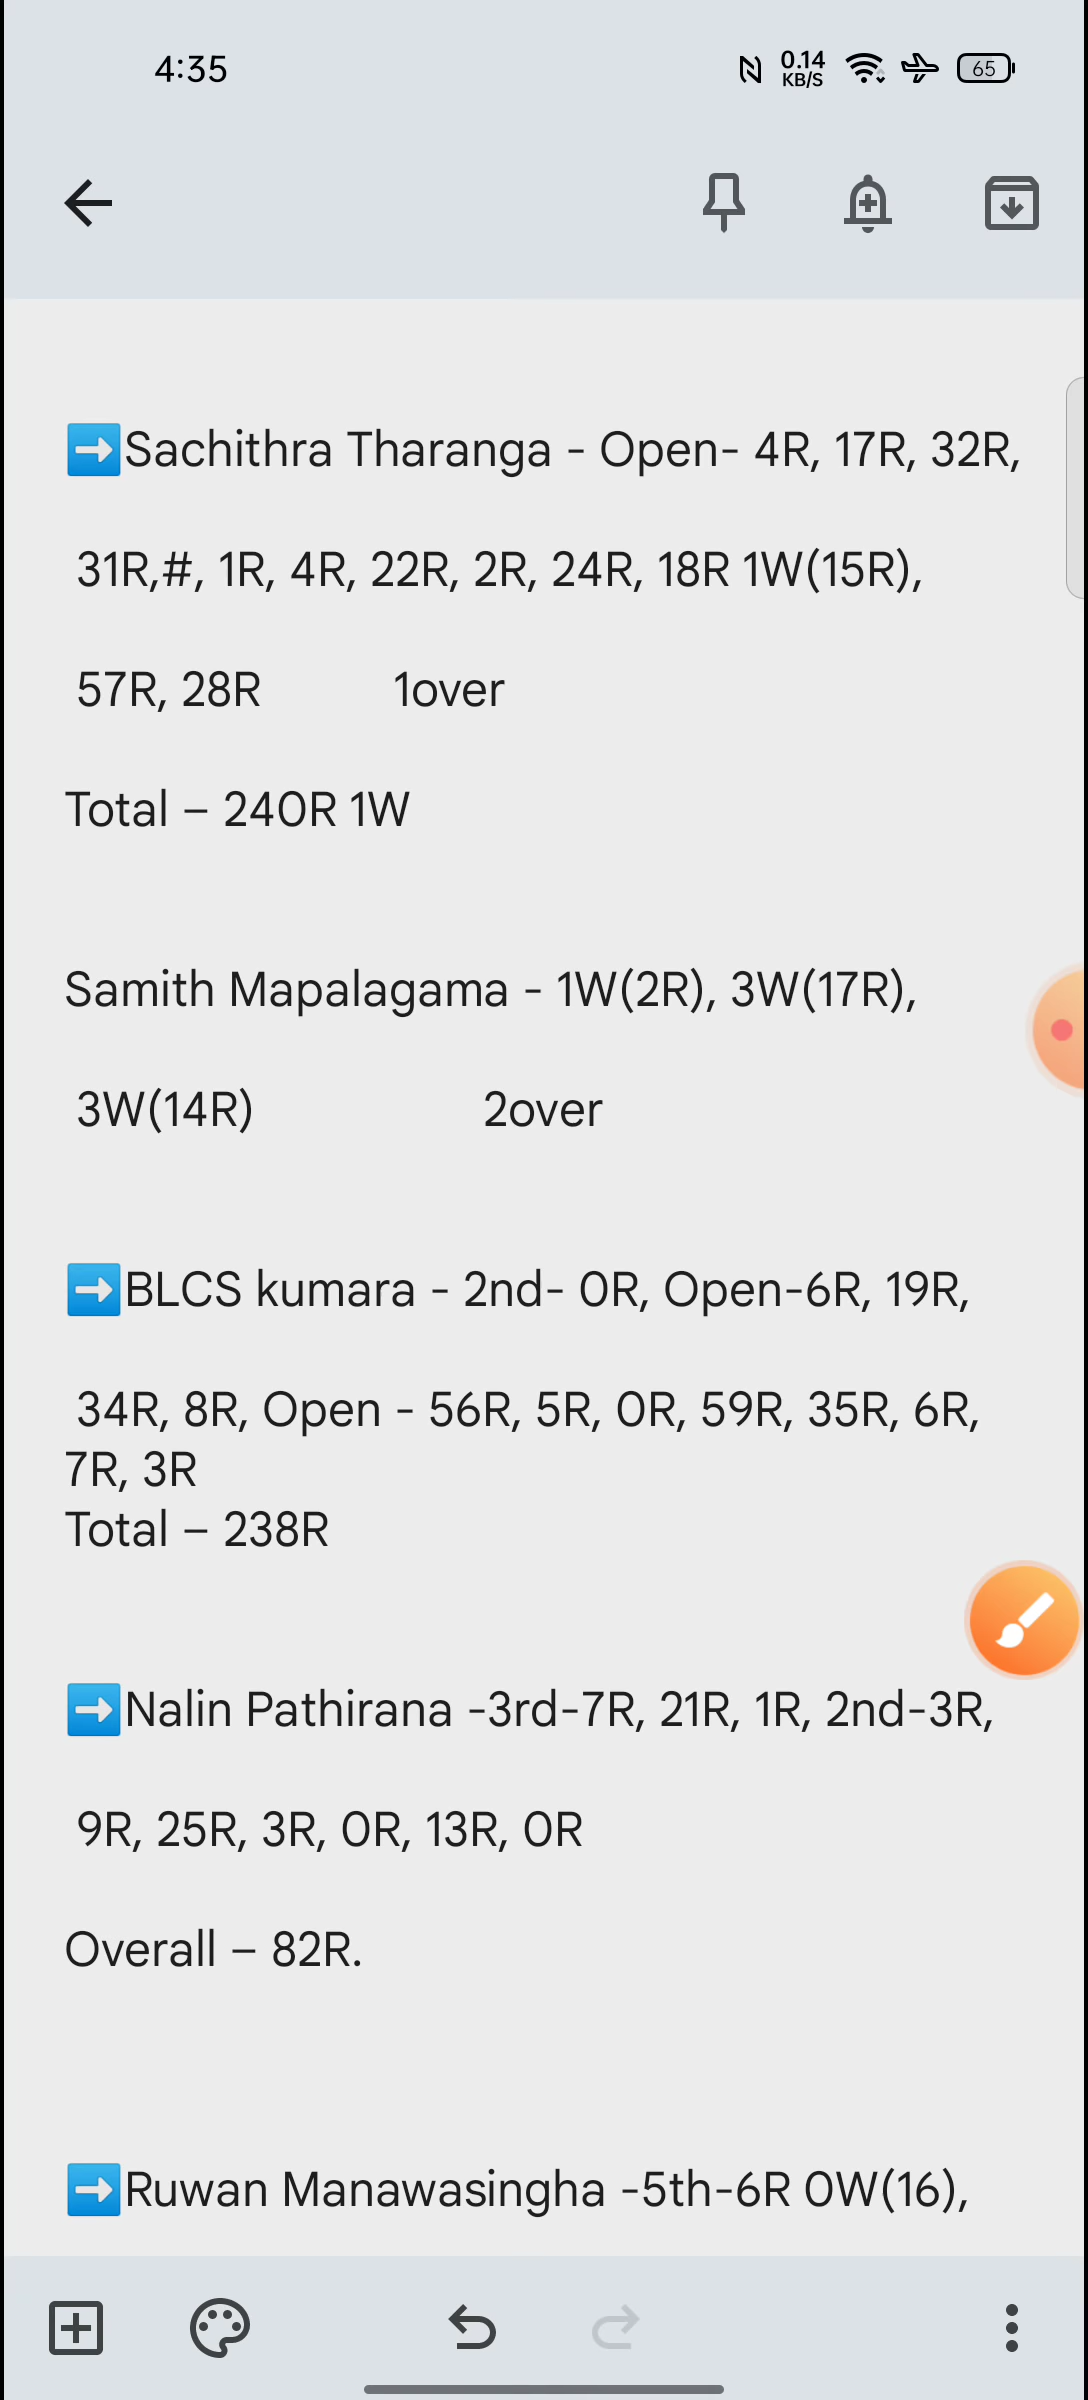 4:35
0.14
KB/S
65
➡️Sachithra Tharanga - Open- 4R, 17R, 32R,
31R,#, 1R, 4R, 22R, 2R, 24R, 18R 1W(15R),
57R, 28R 1over
Total – 240R 1W
Samith Mapalagama - 1W(2R), 3W(17R),
3W(14R) 2over
➡️BLCS kumara - 2nd- 0R, Open-6R, 19R,
34R, 8R, Open - 56R, 5R, 0R, 59R, 35R, 6R,
7R, 3R
Total – 238R
➡️Nalin Pathirana -3rd-7R, 21R, 1R, 2nd-3R,
9R, 25R, 3R, 0R, 13R, 0R
Overall – 82R.
➡️Ruwan Manawasingha -5th-6R 0W(16),